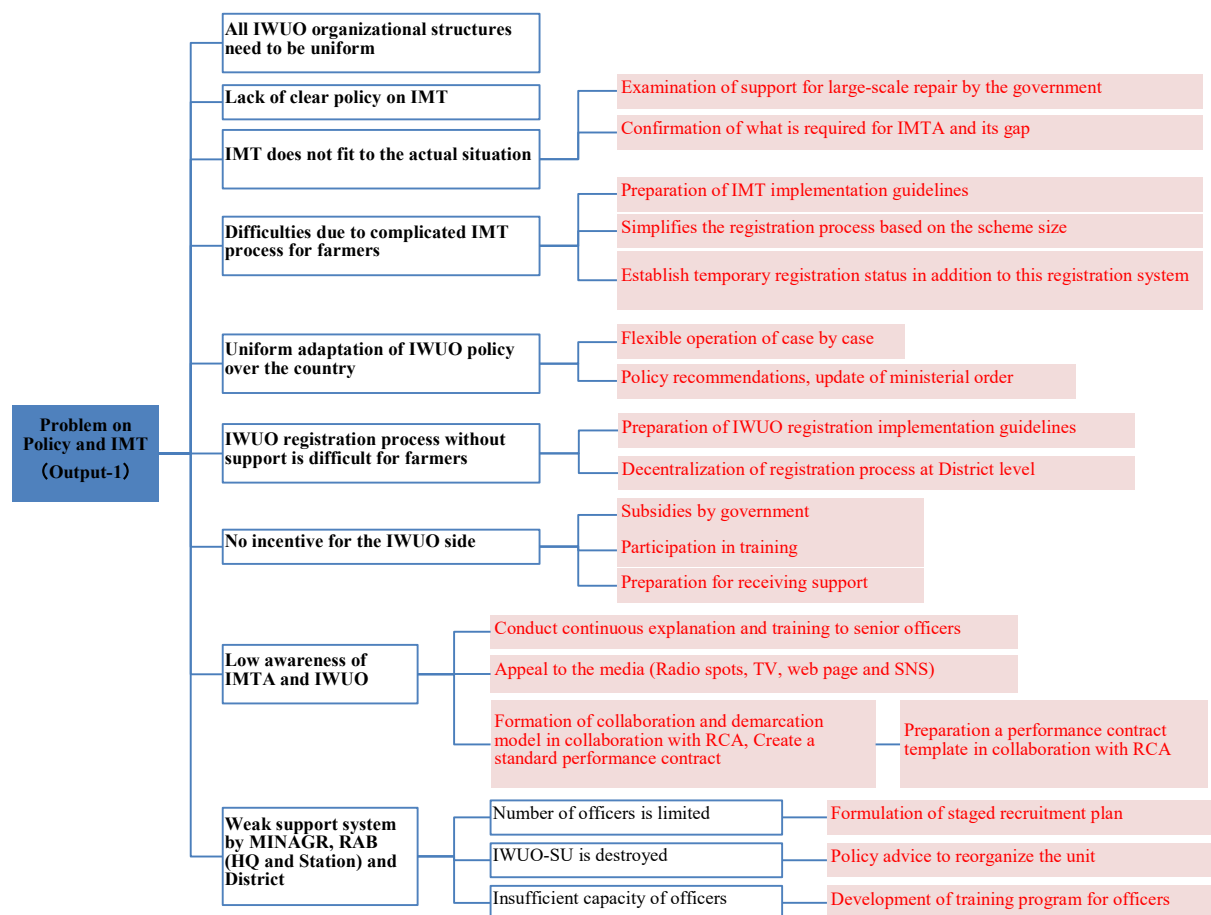 All IWUO organizational structures
need to be uniform
Lack of clear policy on IMT
IMT does not fit to the actual situation
Examination of support for large-scale repair by the government
Confirmation of what is required for IMTA and its gap
Difficulties due to complicated IMT
process for farmers
Preparation of IMT implementation guidelines
Simplifies the registration process based on the scheme size
Establish temporary registration status in addition to this registration system
Uniform adaptation of IWUO policy
over the country
Flexible operation of case by case
Policy recommendations, update of ministerial order
Problem on
Policy and IMT
（Output-1）
IWUO registration process without
support is difficult for farmers
Preparation of IWUO registration implementation guidelines
Decentralization of registration process at District level
No incentive for the IWUO side
Subsidies by government
Participation in training
Preparation for receiving support
Low awareness of
IMTA and IWUO
Conduct continuous explanation and training to senior officers
Appeal to the media (Radio spots, TV, web page and SNS)
Formation of collaboration and demarcation
model in collaboration with RCA, Create a
standard performance contract
Preparation a performance contract
template in collaboration with RCA
Weak support system
by MINAGR, RAB
(HQ and Station) and
District
Number of officers is limited
Formulation of staged recruitment plan
IWUO-SU is destroyed
Policy advice to reorganize the unit
Insufficient capacity of officers
Development of training program for officers